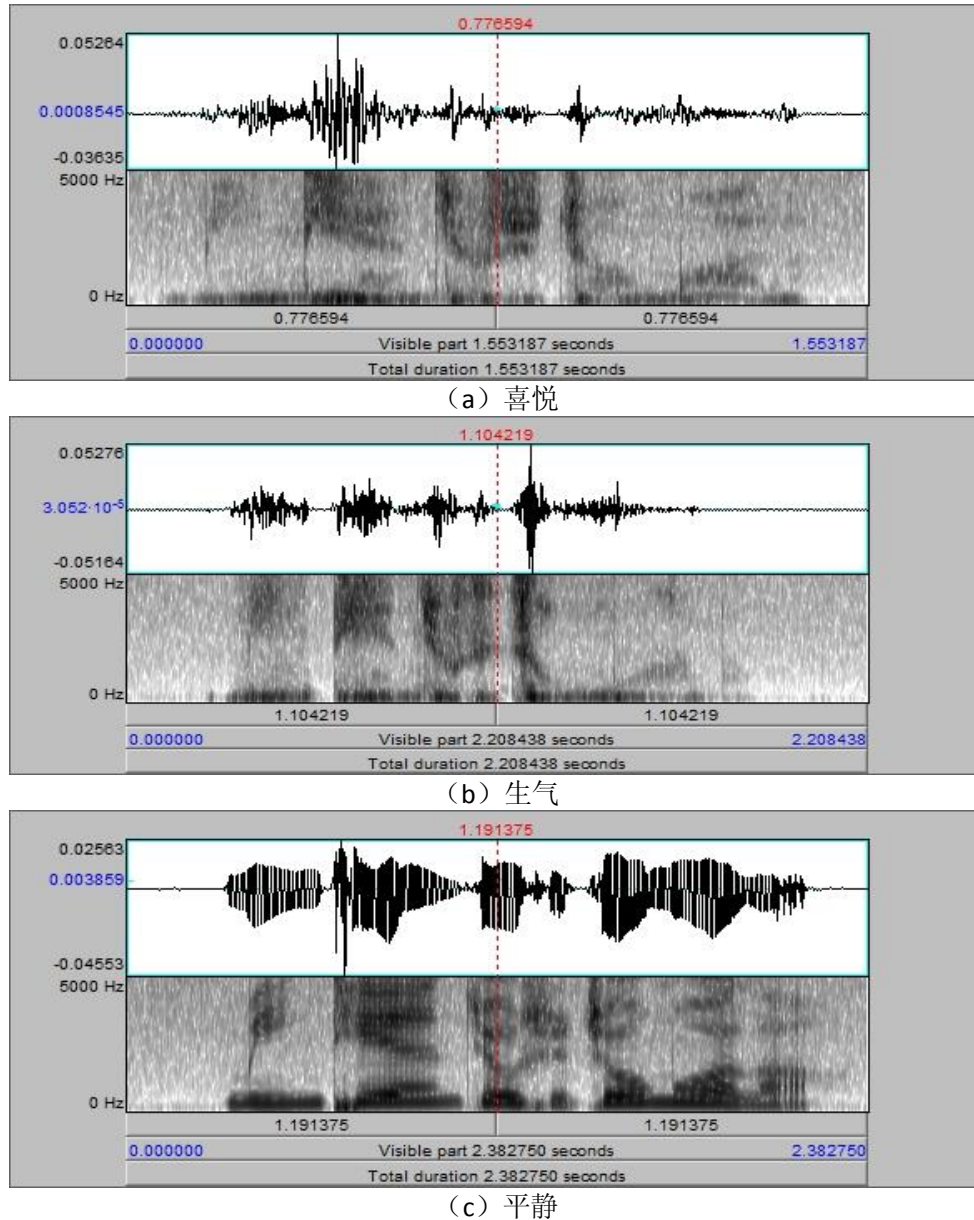 0.776594
0.05264
0.0008545
-0.03635
5000 Hz
0 Hz
0.776594 0.776594
0.000000 Visible part 1.553187 seconds 1.553187
Total duration 1.553187 seconds
（a）喜悦
1.104219
0.05276
3.052·10⁻⁵
-0.05164
5000 Hz
0 Hz
1.104219 1.104219
0.000000 Visible part 2.208438 seconds 2.208438
Total duration 2.208438 seconds
（b）生气
1.191375
0.02563
0.003859
-0.04553
5000 Hz
0 Hz
1.191375 1.191375
0.000000 Visible part 2.382750 seconds 2.382750
Total duration 2.382750 seconds
（c）平静